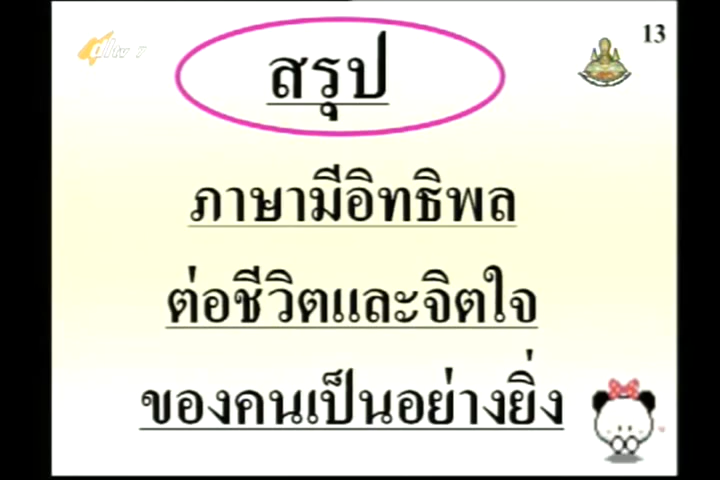 dltv 7
13
สรุป
ภาษามีอิทธิพล
ต่อชีวิตและจิตใจ
ของคนเป็นอย่างยิ่ง